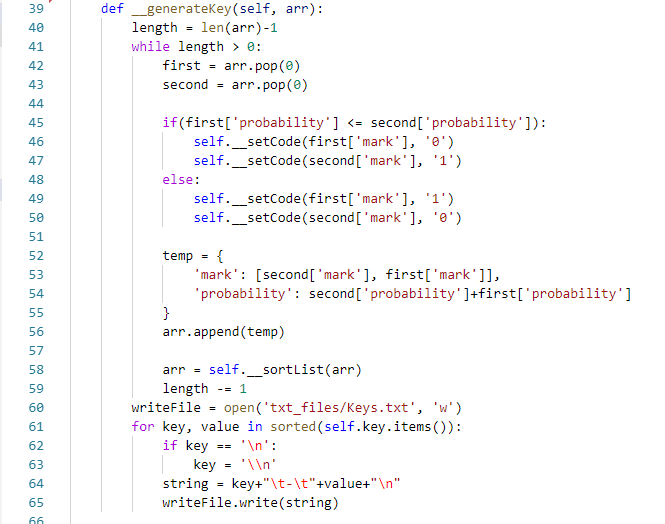 39 def __generateKey(self, arr):
40 length = len(arr)-1
41 while length > 0:
42 first = arr.pop(0)
43 second = arr.pop(0)
44
45 if(first['probability'] <= second['probability']):
46 self.__setCode(first['mark'], '0')
47 self.__setCode(second['mark'], '1')
48 else:
49 self.__setCode(first['mark'], '1')
50 self.__setCode(second['mark'], '0')
51
52 temp = {
53 'mark': [second['mark'], first['mark']],
54 'probability': second['probability']+first['probability']
55 }
56 arr.append(temp)
57
58 arr = self.__sortList(arr)
59 length -= 1
60 writeFile = open('txt_files/Keys.txt', 'w')
61 for key, value in sorted(self.key.items()):
62 if key == '\n':
63 key = '\\n'
64 string = key+"\t-\t"+value+"\n"
65 writeFile.write(string)
66